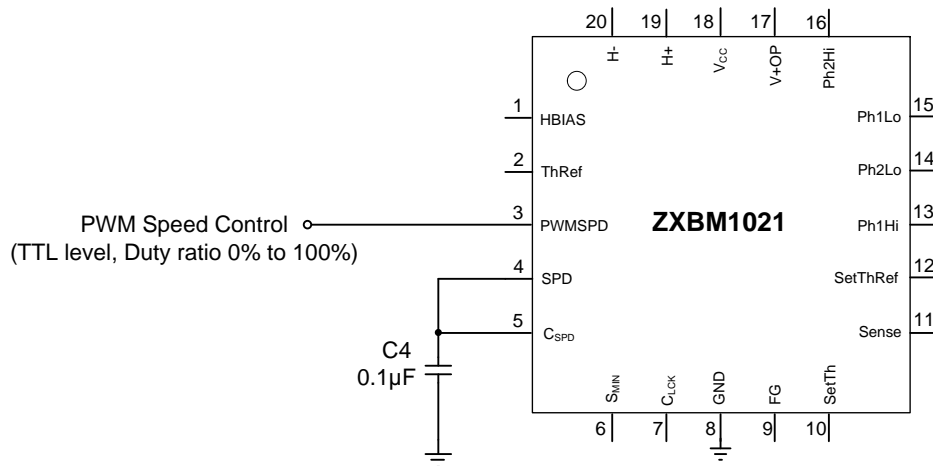 20 19 18 17 16
H- H+ VCC V+OP Ph2Hi
1 HBIAS
2 ThRef
PWM Speed Control
(TTL level, Duty ratio 0% to 100%)
3 PWMSPD
4 SPD
5 CSPD
C4
0.1µF
ZXBM1021
Ph1Lo 15
Ph2Lo 14
Ph1Hi 13
SetThRef 12
Sense 11
SMIN CLCK GND FG SetTh
6 7 8 9 10